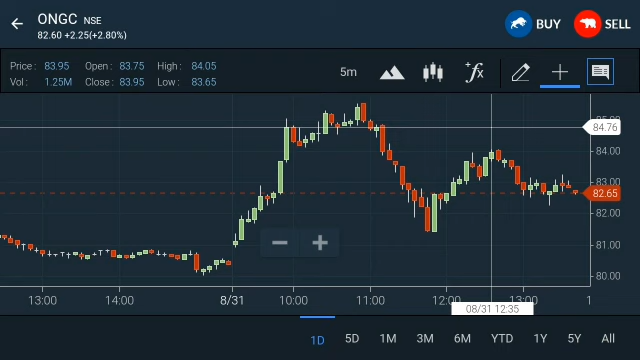 ONGC NSE
82.60 +2.25(+2.80%)
BUY
SELL
Price : 83.95 Open : 83.75 High : 84.05
Vol : 1.25M Close : 83.95 Low : 83.65
5m
+fx
84.76
84.00
83.00
82.65
82.00
81.00
80.00
13:00 14:00 8/31 10:00 11:00 12:00 13:00 1
08/31 12:35
1D 5D 1M 3M 6M YTD 1Y 5Y All